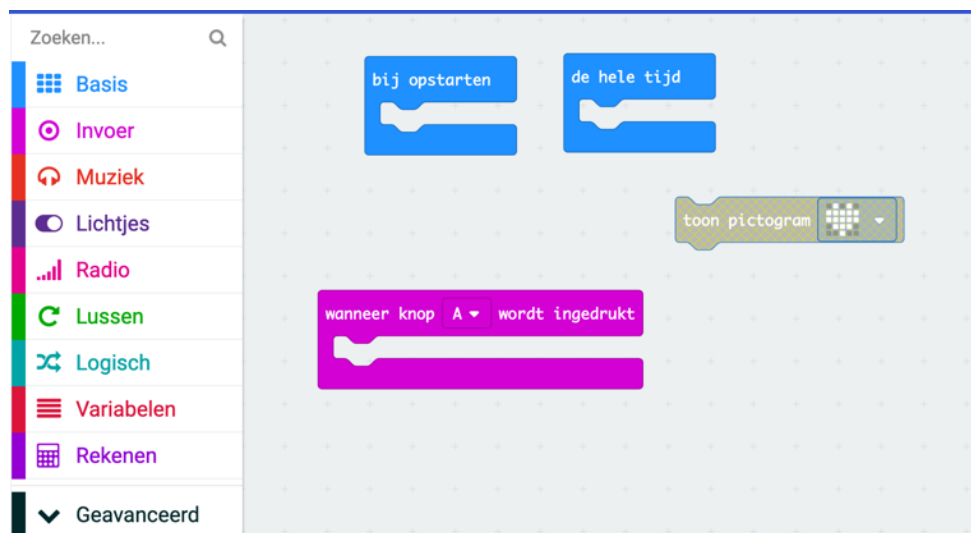 Zoeken...
Basis
Invoer
Muziek
Lichtjes
Radio
Lussen
Logisch
Variabelen
Rekenen
Geavanceerd
bij opstarten
de hele tijd
toon pictogram
wanneer knop A wordt ingedrukt